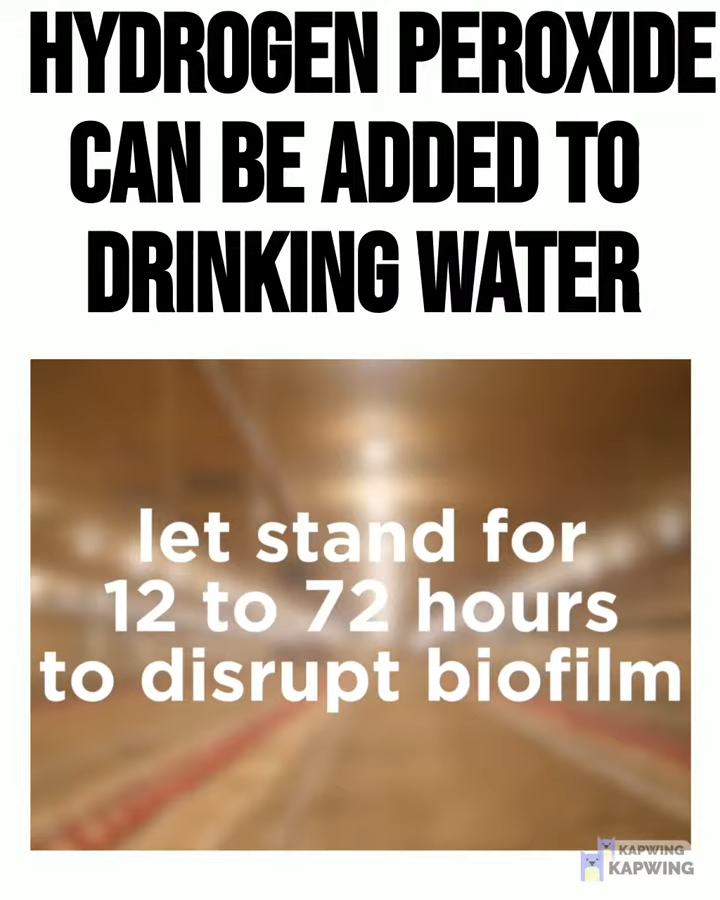 HYDROGEN PEROXIDE
CAN BE ADDED TO
DRINKING WATER
let stand for
12 to 72 hours
to disrupt biofilm
KAPWING
KAPWING